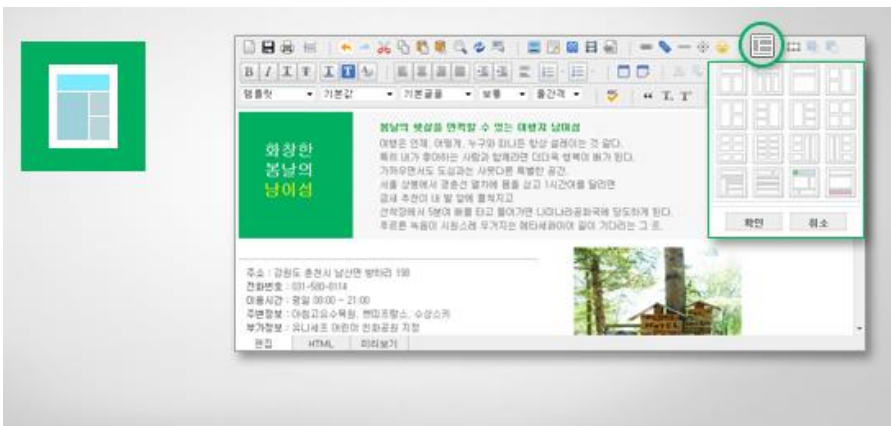 B I T
템플릿 기본값 기본글꼴 보통 줄간격
확인 취소
화창한
봄날의
남이섬
봄날의 햇살을 만끽할 수 있는 여행지 남이섬
여행은 언제, 어떻게, 누구와 떠나든 항상 설레이는 것 같다.
특히 내가 좋아하는 사람과 함께라면 더더욱 행복이 배가 된다.
가까우면서도 도심과는 사뭇다른 특별한 공간.
서울 상봉에서 경춘선 열차에 몸을 싣고 1시간여를 달리면
금새 춘천이 내 발 앞에 펼쳐지고
선착장에서 5분여 배를 타고 들어가면 나미나라공화국에 당도하게 된다.
푸르른 녹음이 시원스레 우거지는 메타세콰이어 길이 기다리는 그 곳.
주소 : 강원도 춘천시 남산면 방하리 198
전화번호 : 031-580-8114
이용시간 : 평일 08:00 ~ 21:00
주변정보 : 아침고요수목원, 쁘띠프랑스, 수상스키
부가정보 : 유니세프 어린이 친화공원 지정
편집 HTML 미리보기